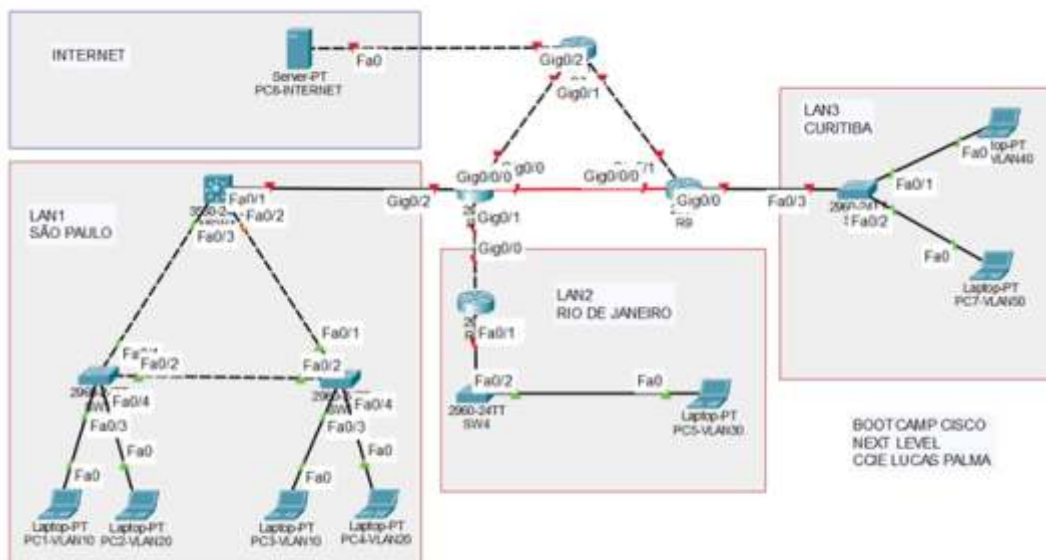 INTERNET
Fa0
Server-PT
PC6-INTERNET
Gig0/2
Gig0/1
LAN3
CURITIBA
VLAN40
Fa0
Fa0/1
Fa0/3
Fa0/2
Fa0
Laptop-PT
PC7-VLAN50
Gig0/0
Gig0/0/0
Gig0/0/0
Gig0/0
R9
Gig0/2
Gig0/1
Gig0/0
LAN1
SÃO PAULO
Fa0/1
Fa0/2
Fa0/3
LAN2
RIO DE JANEIRO
Fa0/1
Fa0/2
2960-24TT
SW4
Fa0
Laptop-PT
PC5-VLAN30
Fa0/1
Fa0/2
Fa0/2
Fa0/4
Fa0/3
Fa0/4
Fa0/3
Fa0
Fa0
Fa0
Fa0
Laptop-PT
PC1-VLAN10
Laptop-PT
PC2-VLAN20
Laptop-PT
PC3-VLAN10
Laptop-PT
PC4-VLAN20
BOOTCAMP CISCO
NEXT LEVEL
CCIE LUCAS PALMA